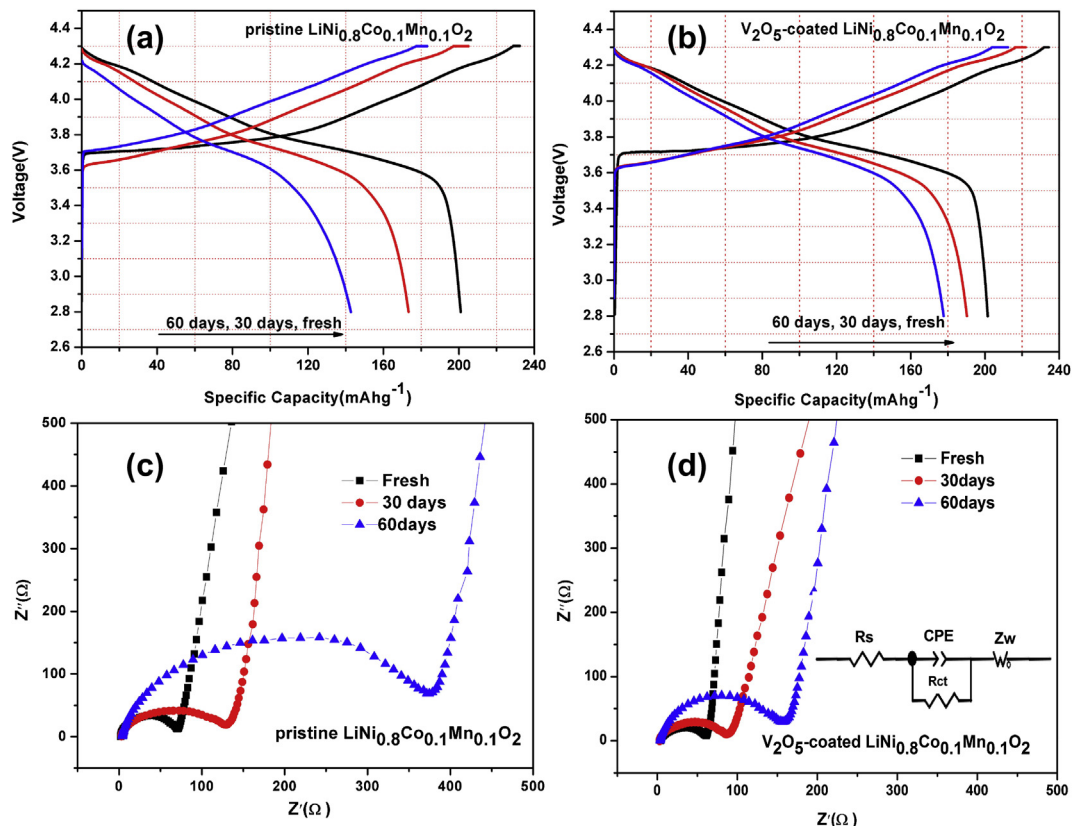 (a)
pristine LiNi0.8Co0.1Mn0.1O2
4.4
4.2
4.0
3.8
3.6
3.4
3.2
3.0
2.8
2.6
Voltage(V)
60 days, 30 days, fresh
0 40 80 120 160 200 240
Specific Capacity(mAhg-1)
(b)
V2O5-coated LiNi0.8Co0.1Mn0.1O2
4.4
4.2
4.0
3.8
3.6
3.4
3.2
3.0
2.8
2.6
Voltage(V)
60 days, 30 days, fresh
0 40 80 120 160 200 240
Specific Capacity(mAhg-1)
(c)
Fresh
30 days
60days
500
400
300
200
100
0
Z''(Ω)
pristine LiNi0.8Co0.1Mn0.1O2
0 100 200 300 400 500
Z'(Ω)
(d)
Fresh
30days
60days
500
400
300
200
100
0
Z''(Ω)
Rs CPE Zw
Rct
V2O5-coated LiNi0.8Co0.1Mn0.1O2
0 100 200 300 400 500
Z'(Ω)